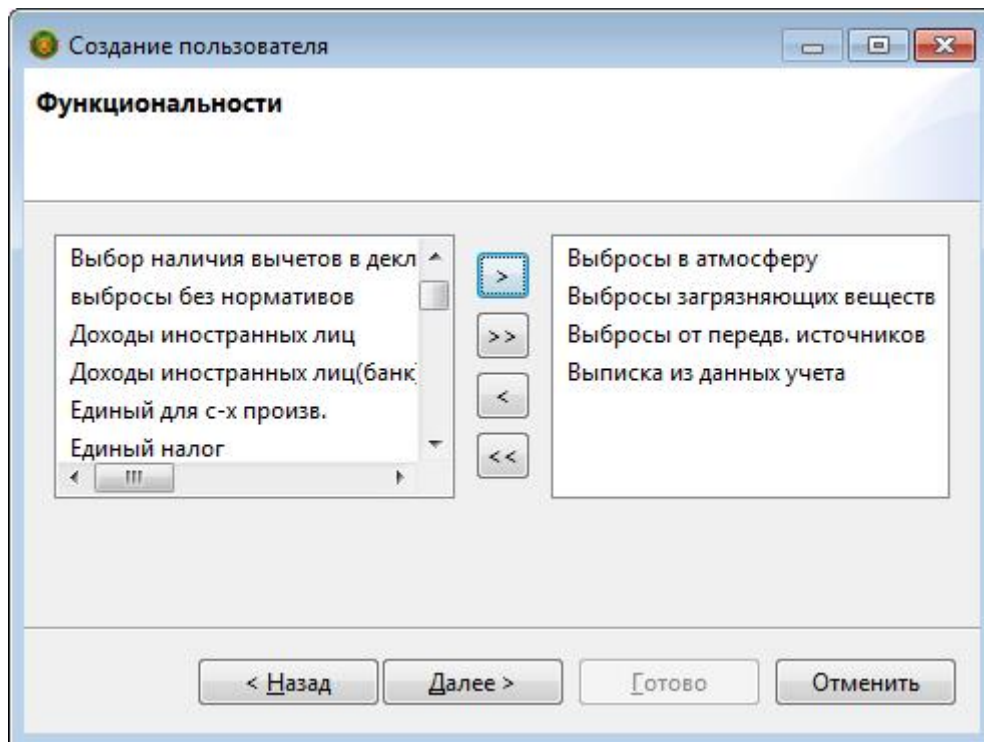 Создание пользователя
Функциональности
Выбор наличия вычетов в декл
выбросы без нормативов
Доходы иностранных лиц
Доходы иностранных лиц(банк)
Единый для с-х произв.
Единый налог
>
>>
<
<<
Выбросы в атмосферу
Выбросы загрязняющих веществ
Выбросы от передв. источников
Выписка из данных учета
< Назад
Далее >
Готово
Отменить